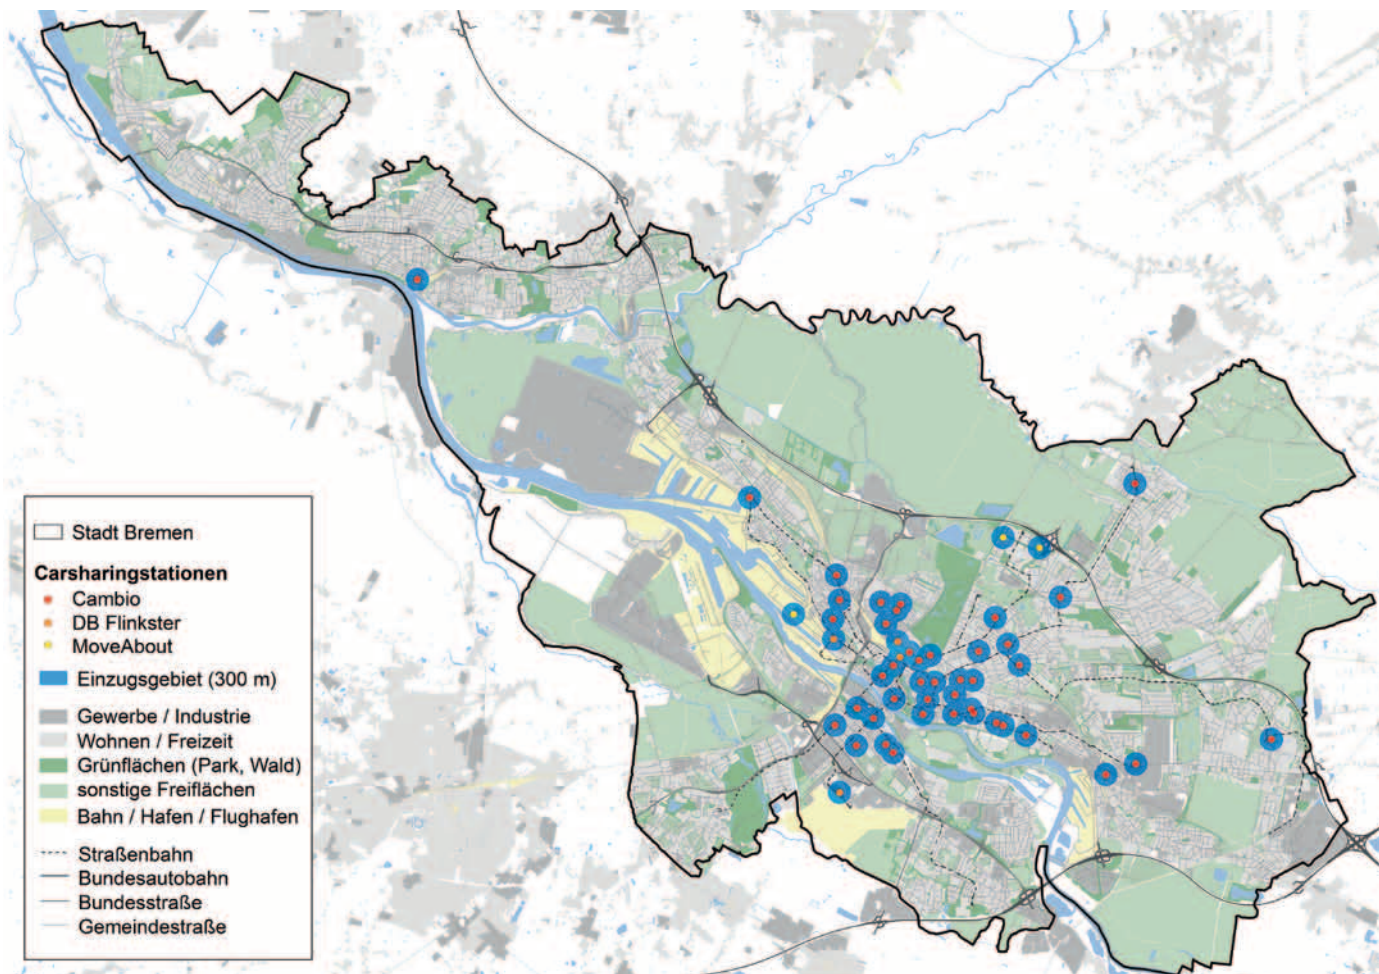 Stadt Bremen
Carsharingstationen
Cambio
DB Flinkster
MoveAbout
Einzugsgebiet (300 m)
Gewerbe / Industrie
Wohnen / Freizeit
Grünflächen (Park, Wald)
sonstige Freiflächen
Bahn / Hafen / Flughafen
Straßenbahn
Bundesautobahn
Bundesstraße
Gemeindestraße